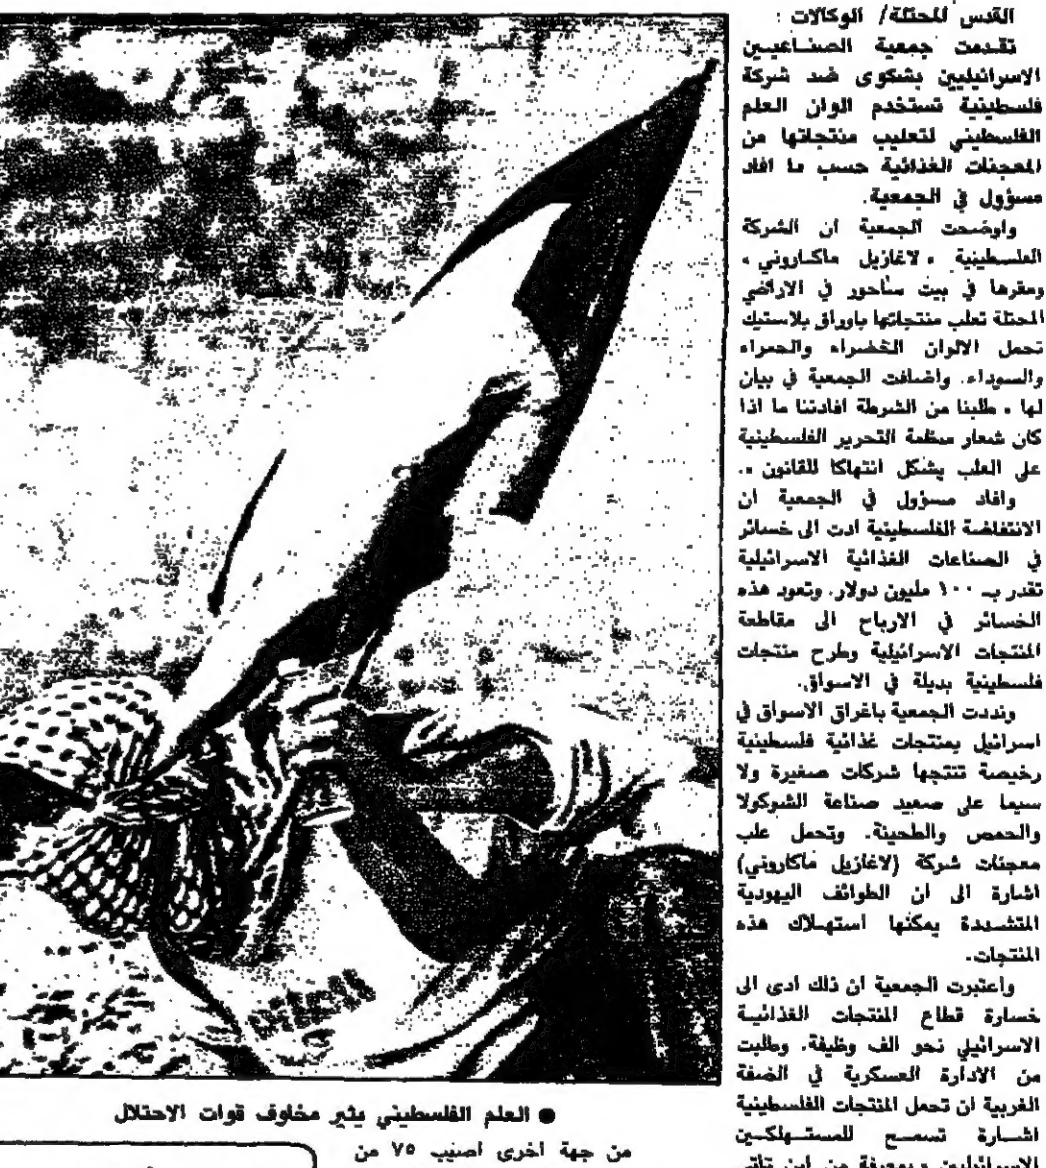 القدس المحتلة/ الوكالات :
تقدمت جمعية الصناعيين
الاسرائيليين بشكوى ضد شركة
فلسطينية تستخدم الوان العلم
الفلسطيني لتعليب منتجاتها من
المعجنات الغذائية حسب ما افاد
مسؤول في الجمعية.
واوضحت الجمعية ان الشركة
الفلسطينية « لاغازيل ماكاروني »
ومقرها في بيت ساحور في الاراضي
المحتلة تعلب منتجاتها باوراق بلاستيك
تحمل الالوان الخضراء والحمراء
والسوداء. واضافت الجمعية في بيان
لها « طلبنا من الشرطة افادتنا ما اذا
كان شعار منظمة التحرير الفلسطينية
على العلب يشكل انتهاكا للقانون ».
وافاد مسؤول في الجمعية ان
الانتفاضة الفلسطينية ادت الى خسائر
في الصناعات الغذائية الاسرائيلية
تقدر بـ ١٠٠ مليون دولار. وتعود هذه
الخسائر في الارباح الى مقاطعة
المنتجات الاسرائيلية وطرح منتجات
فلسطينية بديلة في الاسواق.
ونددت الجمعية باغراق الاسواق في
اسرائيل بمنتجات غذائية فلسطينية
رخيصة تنتجها شركات صغيرة ولا
سيما على صعيد صناعة الشوكولا
والحمص والطحينة. وتحمل علب
معجنات شركة (لاغازيل ماكاروني)
اشارة الى ان الطوائف اليهودية
المتشددة يمكنها استهلاك هذه
المنتجات.
واعتبرت الجمعية ان ذلك ادى الى
خسارة قطاع المنتجات الغذائية
الاسرائيلي نحو الف وظيفة. وطلبت
من الادارة العسكرية في الضفة
الغربية ان تحمل المنتجات الفلسطينية
اشارة تسمح للمستهلكين
الاسرائيليين بمعرفة من اين تأتي
● العلم الفلسطيني يثير مخاوف قوات الاحتلال
من جهة اخرى اصيب ٧٥ من